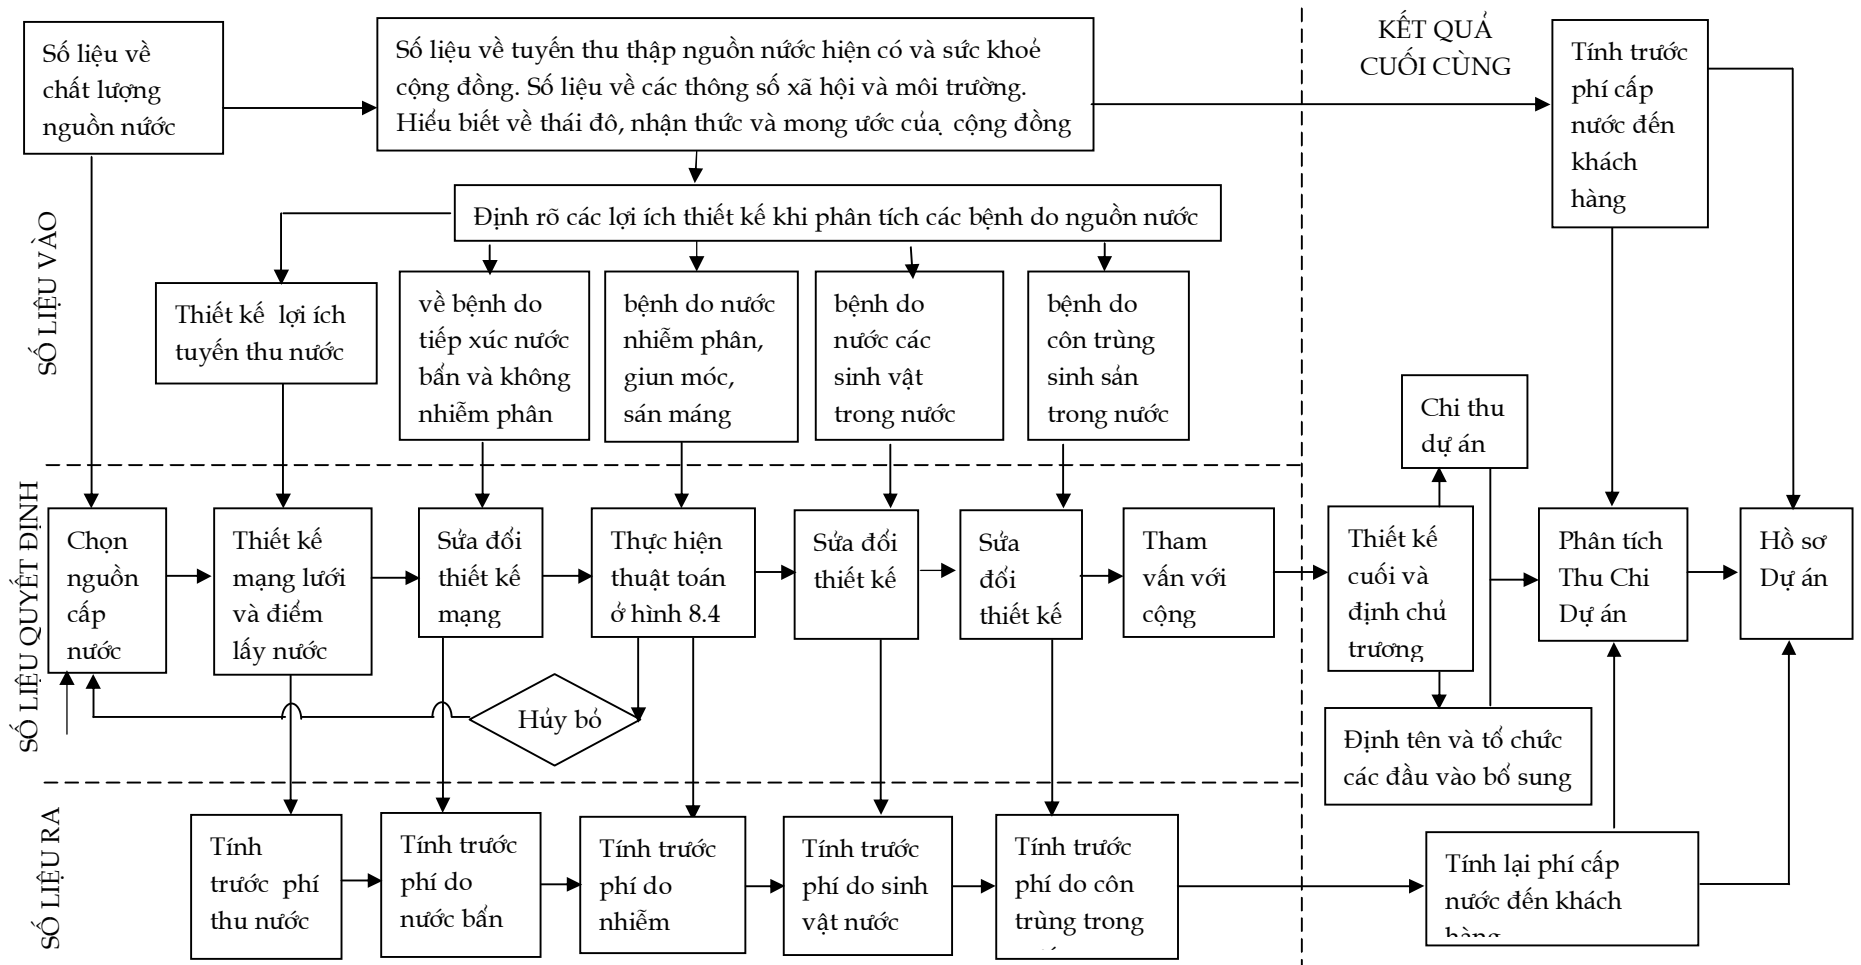 Số liệu về
chất lượng
nguồn nước
Số liệu về tuyến thu thập nguồn nước hiện có và sức khoẻ
cộng đồng. Số liệu về các thông số xã hội và môi trường.
Hiểu biết về thái đô, nhận thức và mong ước của cộng đồng
KẾT QUẢ
CUỐI CÙNG
Tính trước
phí cấp
nước đến
khách
hàng
Định rõ các lợi ích thiết kế khi phân tích các bệnh do nguồn nước
SỐ LIỆU VÀO
Thiết kế lợi ích
tuyến thu nước
về bệnh do
tiếp xúc nước
bẩn và không
nhiễm phân
bệnh do nước
nhiễm phân,
giun móc,
sán máng
bệnh do
nước các
sinh vật
trong nước
bệnh do
côn trùng
sinh sản
trong nước
Chi thu
dự án
SỐ LIỆU QUYẾT ĐỊNH
Chọn
nguồn
cấp
nước
Thiết kế
mạng lưới
và điểm
lấy nước
Sửa đổi
thiết kế
mạng
Thực hiện
thuật toán
ở hình 8.4
Sửa đổi
thiết kế
Sửa
đổi
thiết kế
Tham
vấn với
cộng
Thiết kế
cuối và
định chủ
trương
Phân tích
Thu Chi
Dự án
Hồ sơ
Dự án
Hủy bỏ
Định tên và tổ chức
các đầu vào bổ sung
SỐ LIỆU RA
Tính
trước phí
thu nước
Tính trước
phí do
nước bẩn
Tính trước
phí do
nhiễm
Tính trước
phí do sinh
vật nước
Tính trước
phí do côn
trùng trong
Tính lại phí cấp
nước đến khách
hàng